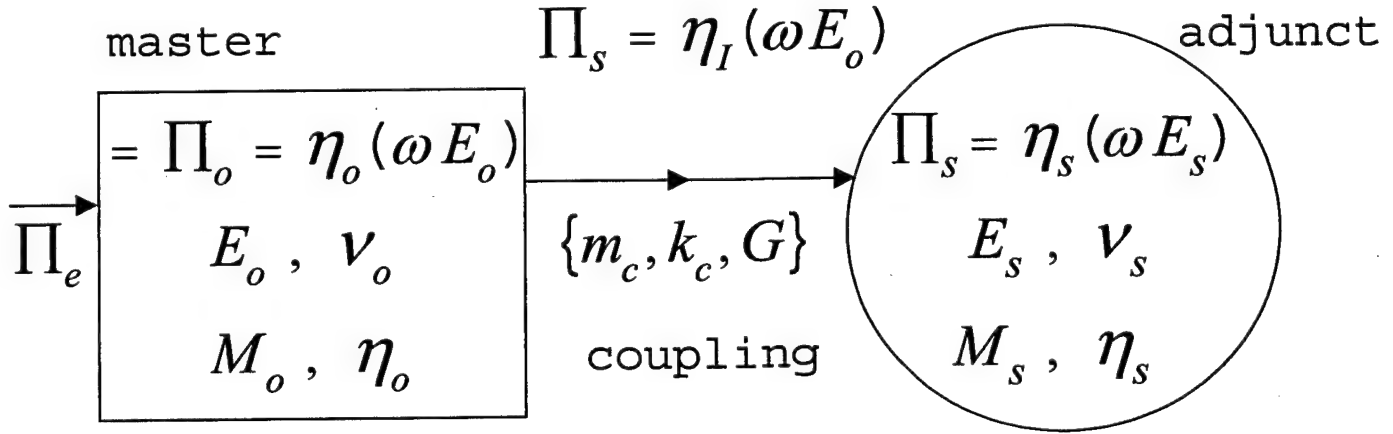 master
= Π_o = η_o(ωE_o)
Π_e
E_o , ν_o
M_o , η_o
Π_s = η_I(ωE_o)
{m_c, k_c, G}
coupling
adjunct
Π_s = η_s(ωE_s)
E_s , ν_s
M_s , η_s